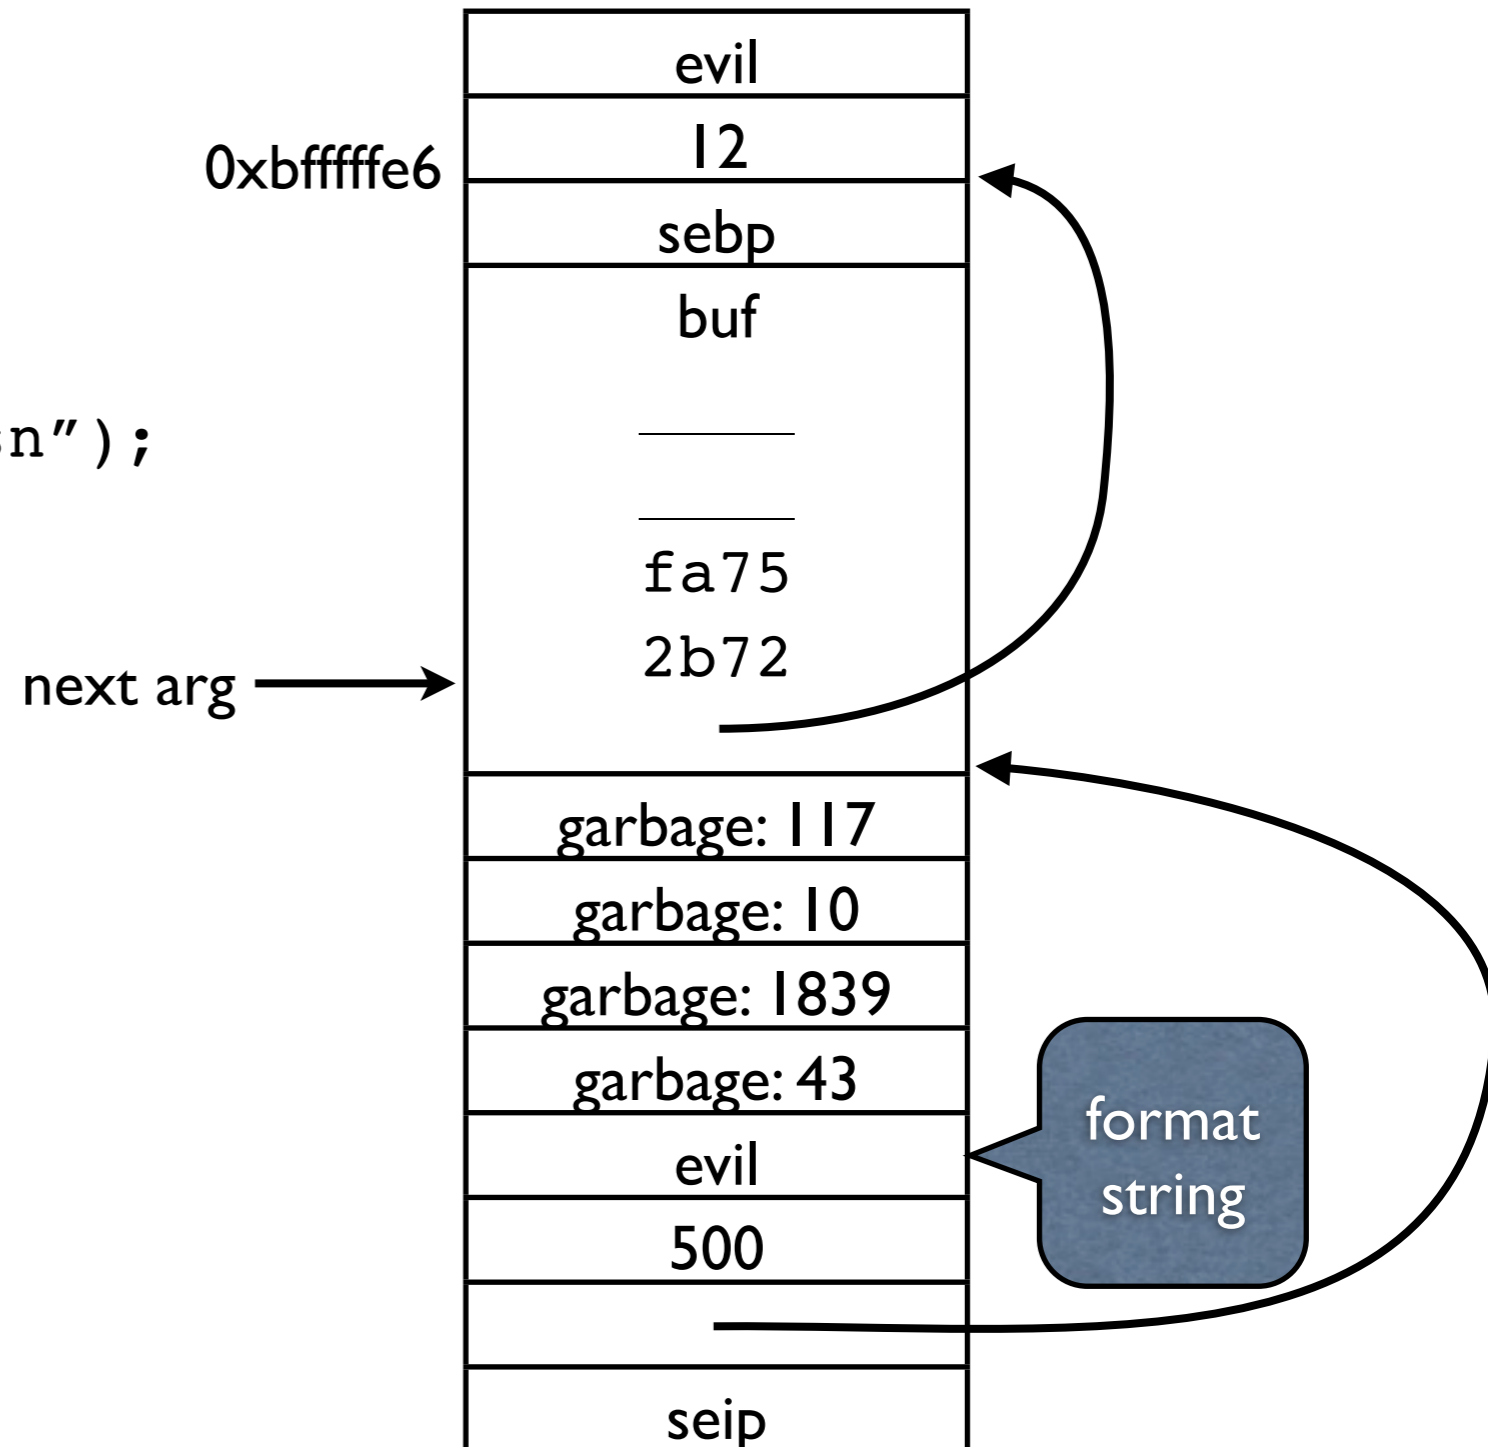 evil
0xbfffffe6
12
sebp
buf
sn”);
fa75
2b72
next arg
garbage: 117
garbage: 10
garbage: 1839
garbage: 43
evil
format
string
500
seip